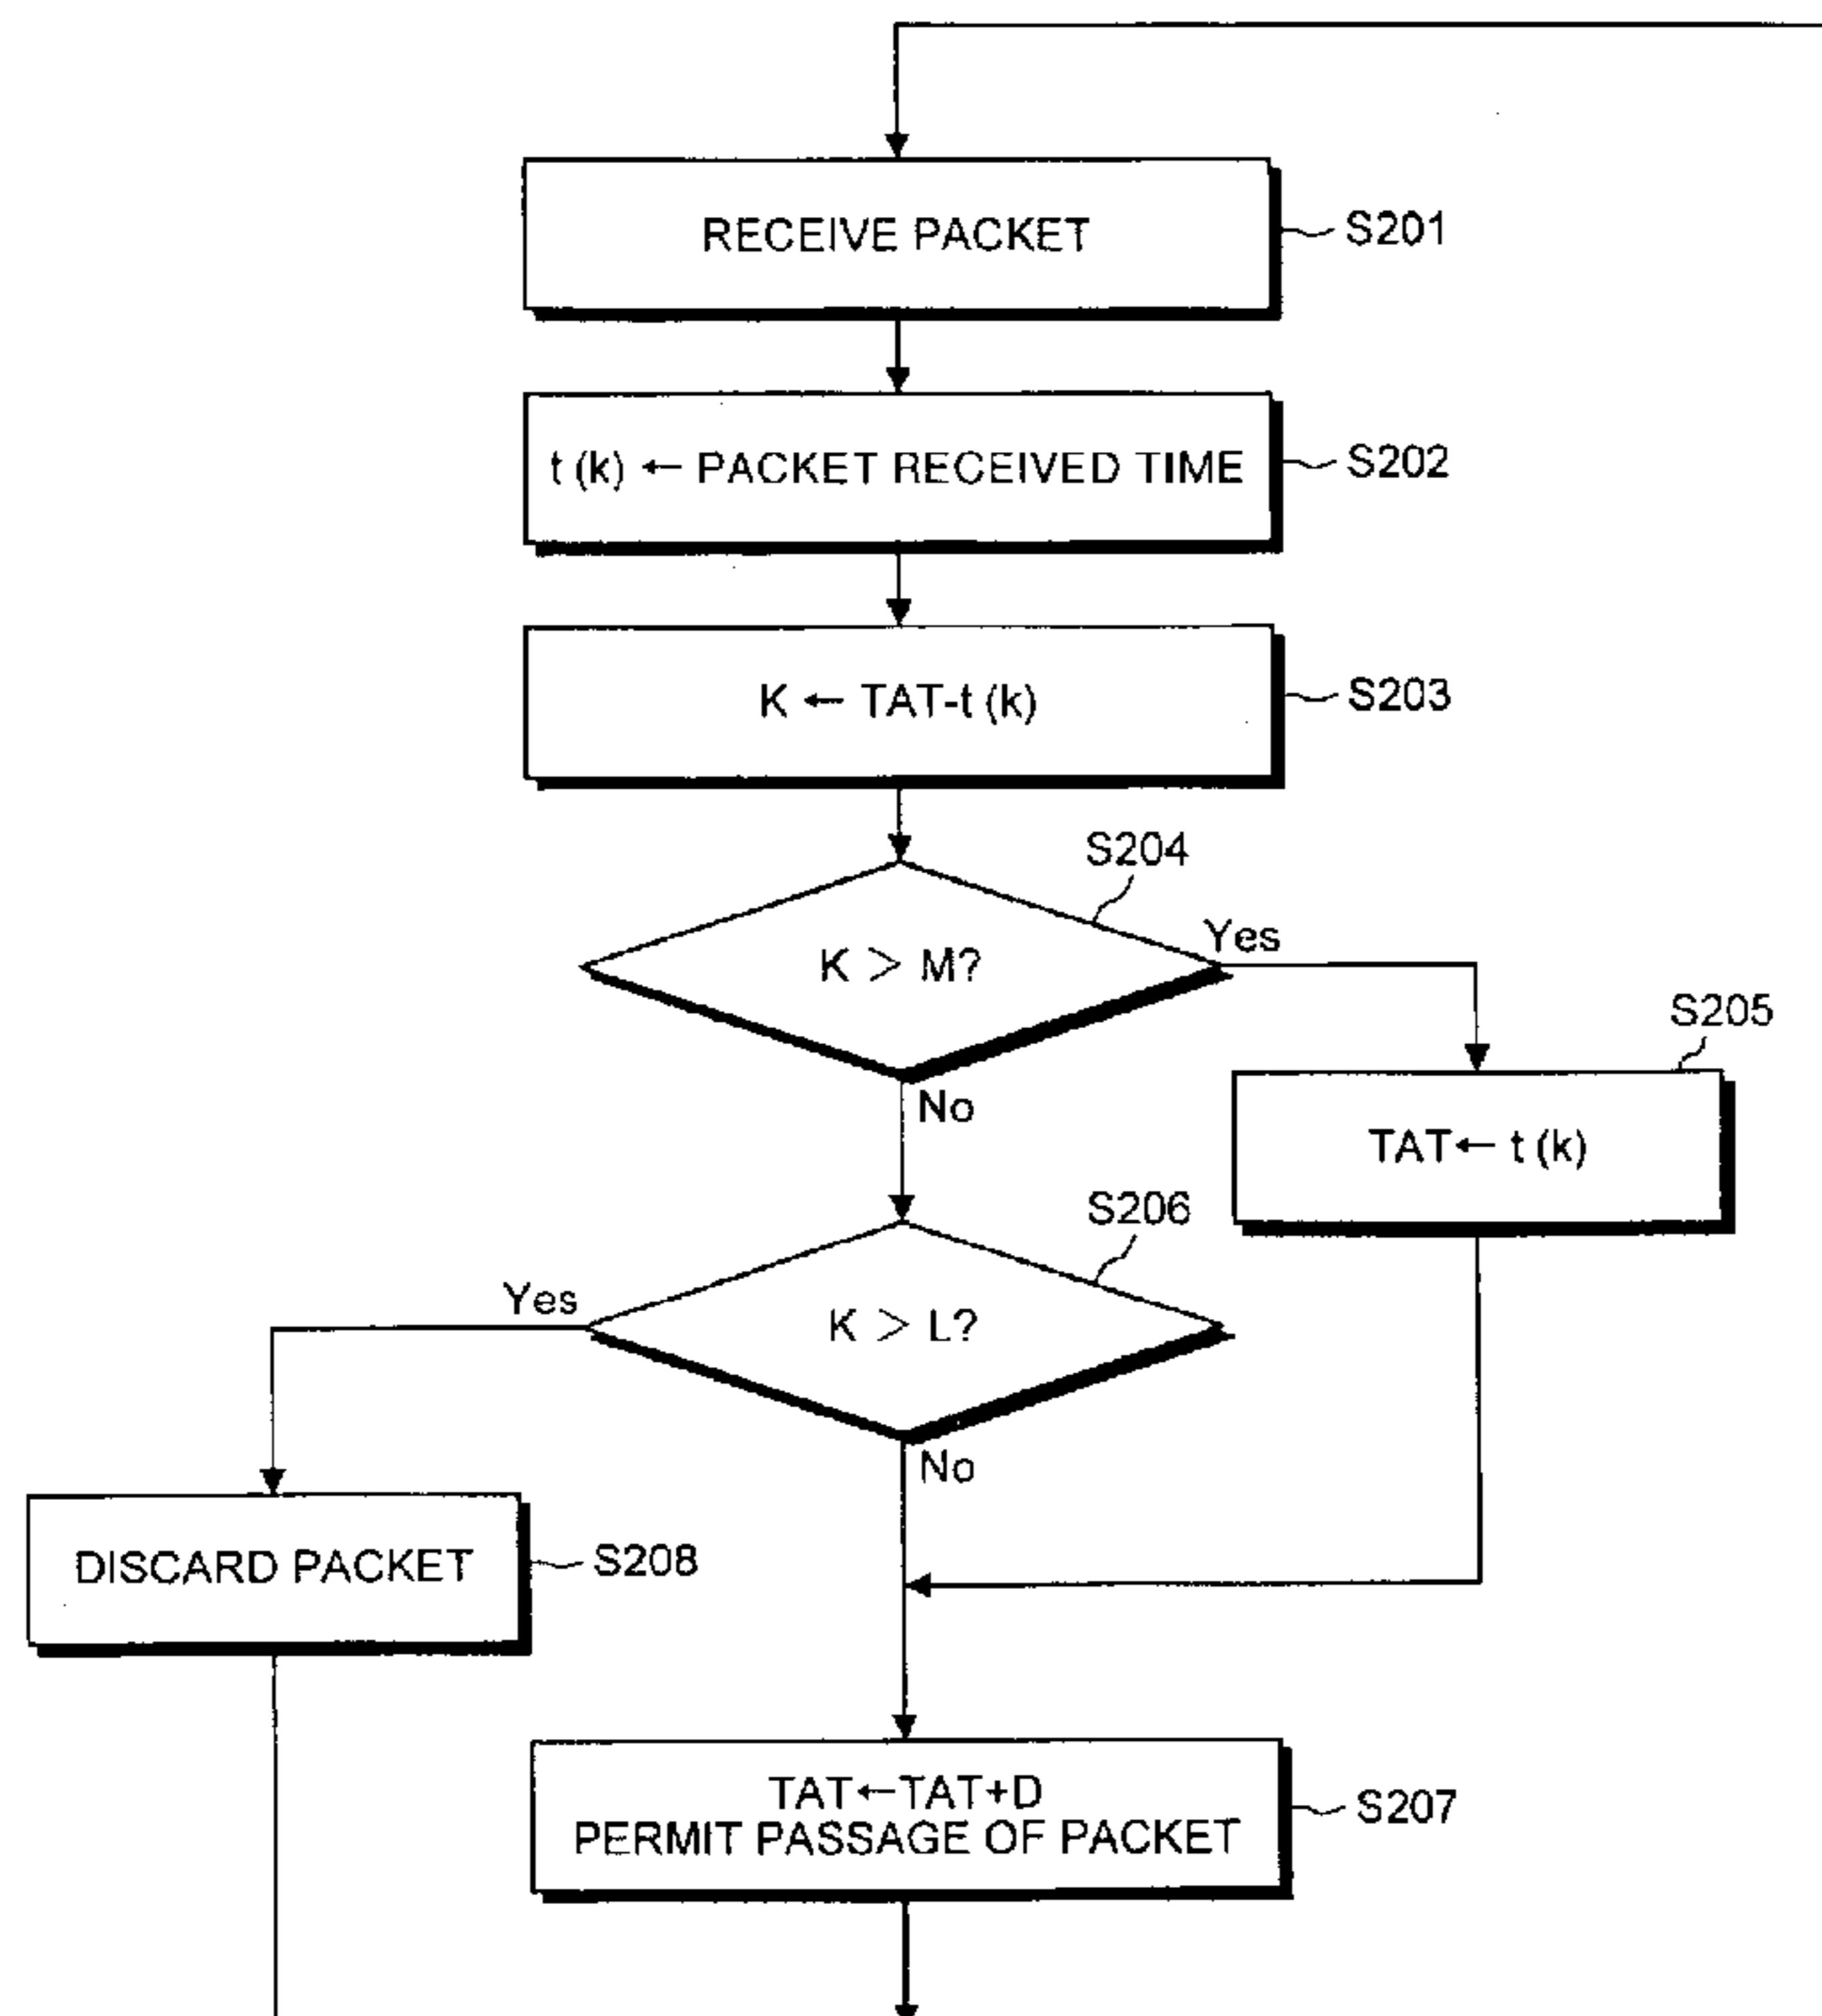 RECEIVE PACKET
S201
t (k) ← PACKET RECEIVED TIME
S202
K ← TAT-t (k)
S203
S204
K > M?
Yes
No
S205
TAT← t (k)
S206
K > L?
Yes
No
DISCARD PACKET
S208
TAT←TAT+D
PERMIT PASSAGE OF PACKET
S207